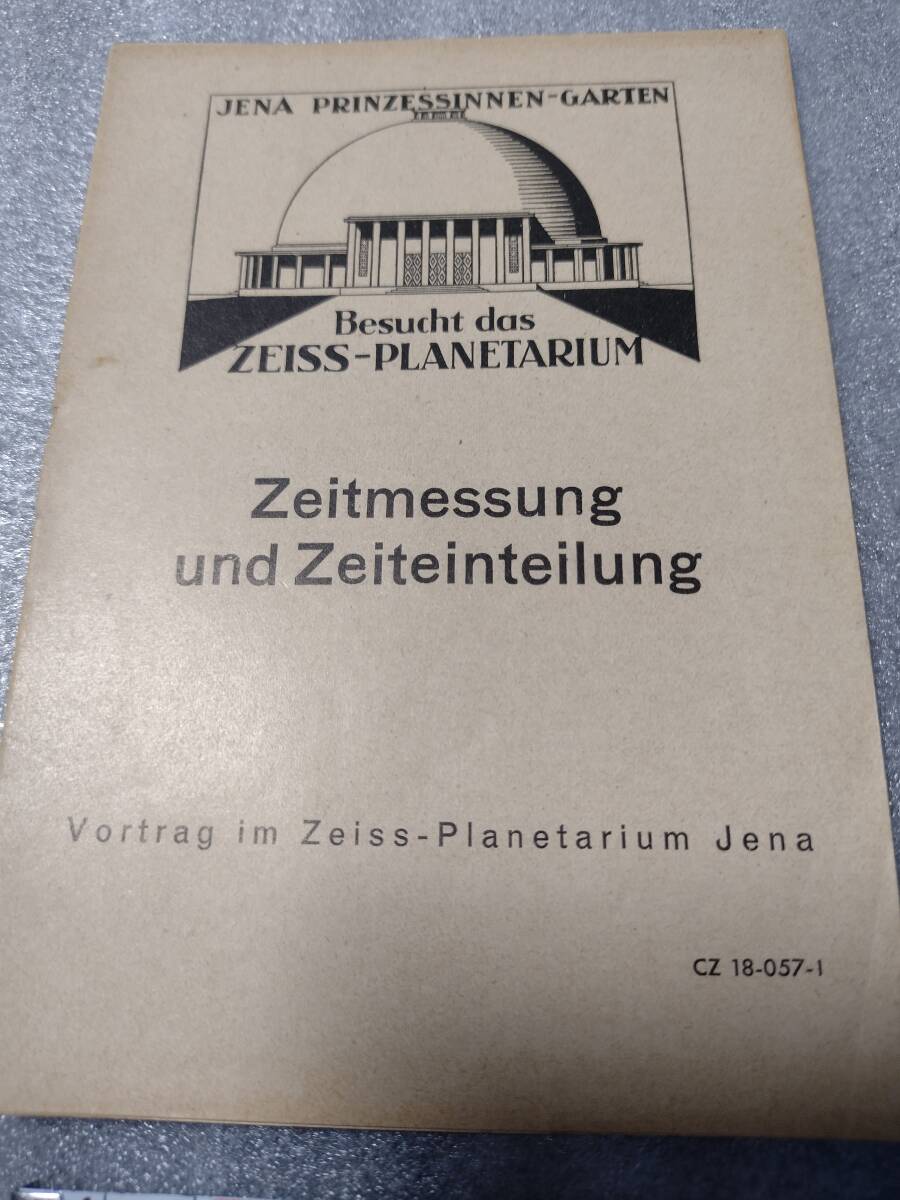 JENA PRINZESSINNEN-GARTEN
Besucht das
ZEISS-PLANETARIUM
Zeitmessung
und Zeiteinteilung
Vortrag im Zeiss-Planetarium Jena
CZ 18-057-1